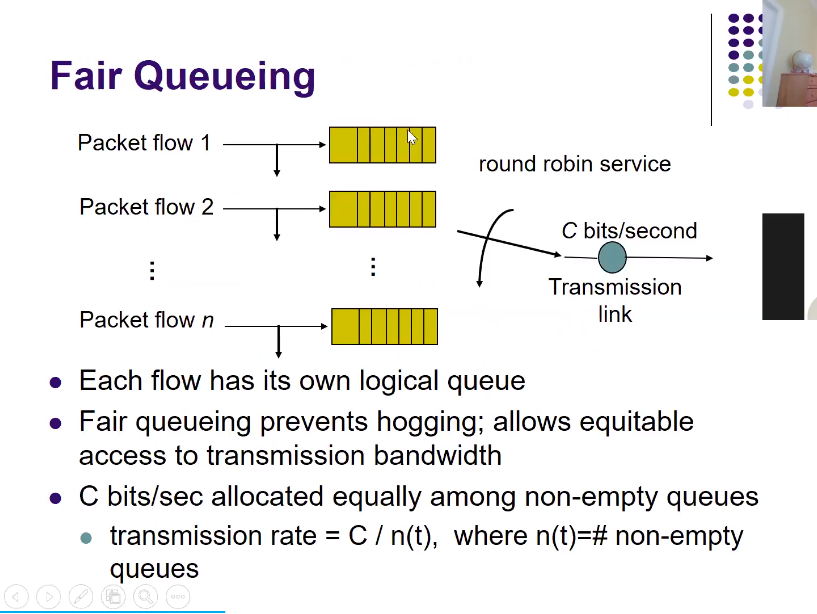 Fair Queueing
Packet flow 1
round robin service
Packet flow 2
C bits/second
Transmission
link
Packet flow n
Each flow has its own logical queue
Fair queueing prevents hogging; allows equitable
access to transmission bandwidth
C bits/sec allocated equally among non-empty queues
transmission rate = C / n(t), where n(t)=# non-empty
queues